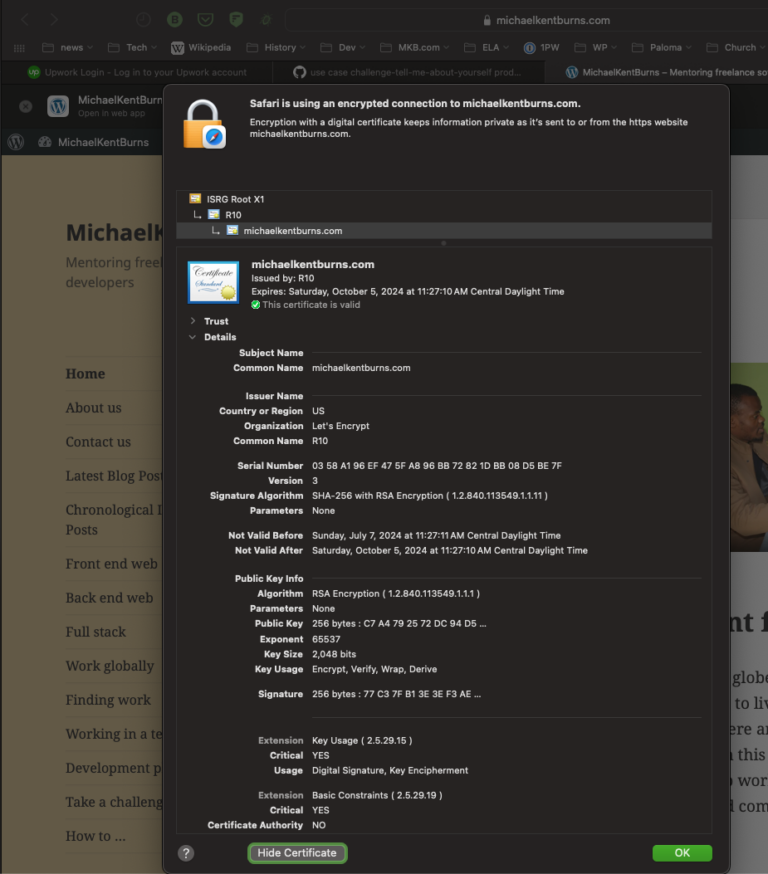 michaelkentburns.com
news
Tech
Wikipedia
History
Dev
MKB.com
ELA
1PW
WP
Paloma
Church
Upwork Login - Log in to your Upwork account
use case challenge-tell-me-about-yourself prod...
MichaelKentBurns – Mentoring freelance so
MichaelKentBurn
Open in web app
MichaelKentBurns
Safari is using an encrypted connection to michaelkentburns.com.
Encryption with a digital certificate keeps information private as it's sent to or from the https website
michaelkentburns.com.
ISRG Root X1
R10
michaelkentburns.com
MichaelK
Mentoring freel
developers
Home
About us
Contact us
Latest Blog Post
Chronological
Posts
Front end web
Back end web
Full stack
Work globally
Finding work
Working in a te
Development p
Take a challeng
How to ...
michaelkentburns.com
Issued by: R10
Expires: Saturday, October 5, 2024 at 11:27:10 AM Central Daylight Time
This certificate is valid
Trust
Details
Subject Name
Common Name michaelkentburns.com
Issuer Name
Country or Region US
Organization Let's Encrypt
Common Name R10
Serial Number 03 58 A1 96 EF 47 5F A8 96 BB 72 82 1D BB 08 D5 BE 7F
Version 3
Signature Algorithm SHA-256 with RSA Encryption ( 1.2.840.113549.1.1.11 )
Parameters None
Not Valid Before Sunday, July 7, 2024 at 11:27:11 AM Central Daylight Time
Not Valid After Saturday, October 5, 2024 at 11:27:10 AM Central Daylight Time
Public Key Info
Algorithm RSA Encryption ( 1.2.840.113549.1.1.1 )
Parameters None
Public Key 256 bytes : C7 A4 79 25 72 DC 94 D5 ...
Exponent 65537
Key Size 2,048 bits
Key Usage Encrypt, Verify, Wrap, Derive
Signature 256 bytes : 77 C3 7F B1 3E 3E F3 AE ...
Extension Key Usage ( 2.5.29.15 )
Critical YES
Usage Digital Signature, Key Encipherment
Extension Basic Constraints ( 2.5.29.19 )
Critical YES
Certificate Authority NO
? Hide Certificate OK
nt f
globe
to liv
ere a
this
wor
com